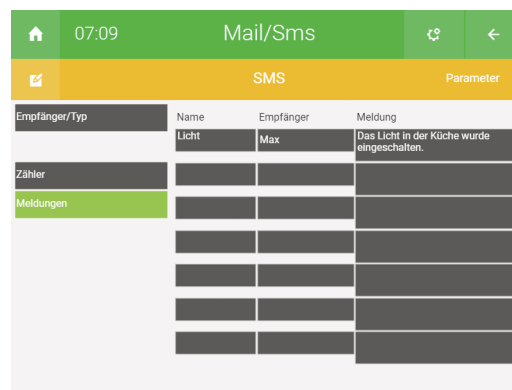 07:09 Mail/Sms
SMS Parameter
Empfänger/Typ
Name Empfänger Meldung
Licht Max Das Licht in der Küche wurde
eingeschalten.
Zähler
Meldungen